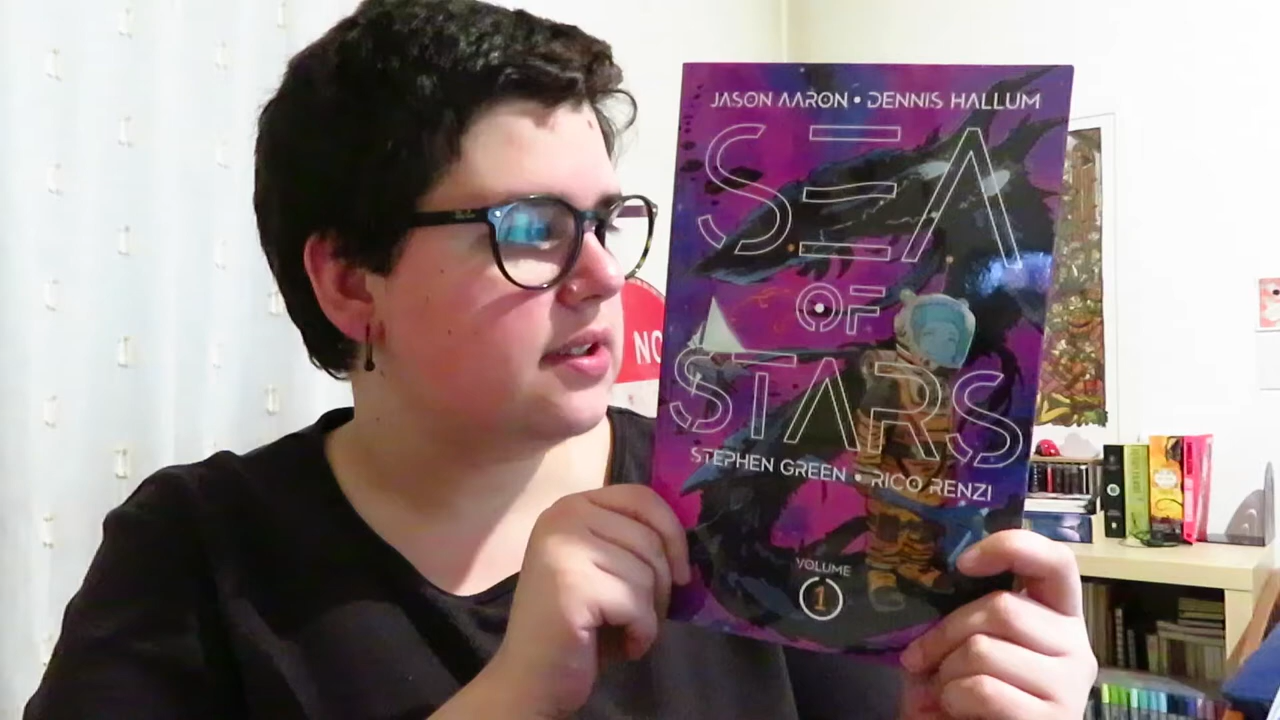 JASON AARON • DENNIS HALLUM
SEA
OF
STARS
STEPHEN GREEN • RICO RENZI
VOLUME
1
NO